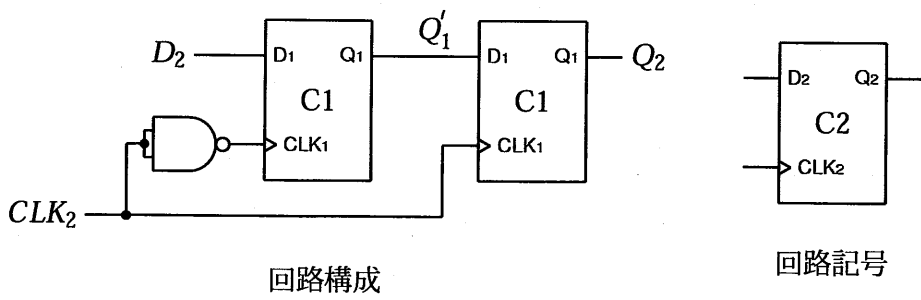 D₂
D₁ Q₁
C1
CLK₁
Q₁′
D₁ Q₁
C1
CLK₁
Q₂
CLK₂
回路構成
D₂ Q₂
C2
CLK₂
回路記号